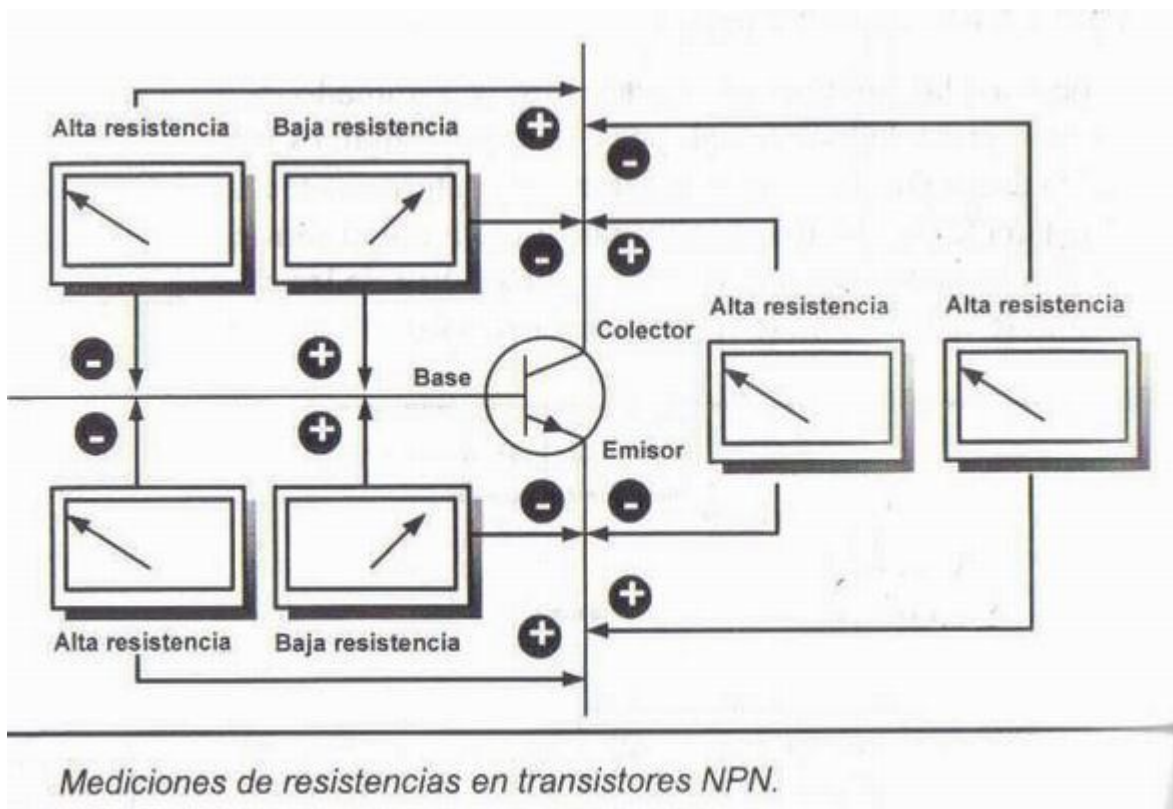 Alta resistencia
Baja resistencia
+
-
-
+
Colector
Alta resistencia
Alta resistencia
-
+
Base
-
+
Emisor
-
-
+
Alta resistencia
Baja resistencia
+
Mediciones de resistencias en transistores NPN.